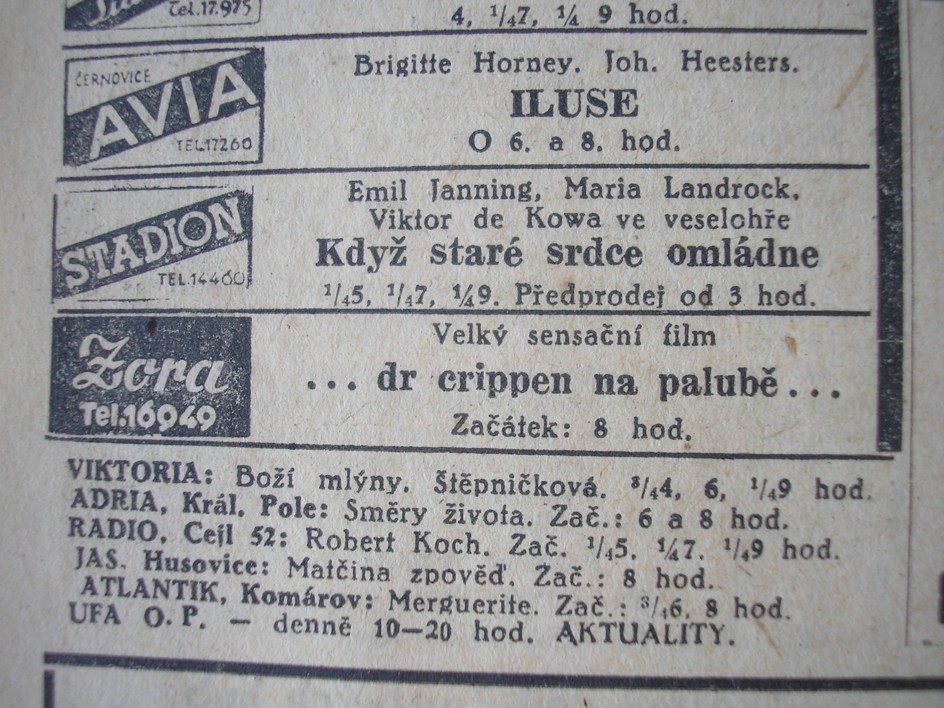 Tel.17.975
4, 1/47, 1/4 9 hod.
ČERNOVICE
AVIA
TEL.17260
Brigitte Horney. Joh. Heesters.
ILUSE
O 6. a 8. hod.
STADION
TEL.14460
Emil Janning, Maria Landrock,
Viktor de Kowa ve veselohře
Když staré srdce omládne
1/45, 1/47, 1/49. Předprodej od 3 hod.
Zora
Tel.16949
Velký sensační film
... dr crippen na palubě...
Začátek: 8 hod.
VIKTORIA: Boží mlýny. Štěpničková. 3/44, 6, 1/49 hod.
ADRIA, Král. Pole: Směry života. Zač.: 6 a 8 hod.
RADIO, Cejl 52: Robert Koch. Zač. 1/45, 1/47, 1/49 hod.
JAS. Husovice: Matčina zpověď. Zač.: 8 hod.
ATLANTIK, Komárov: Merguerite. Zač.: 3/46, 8 hod.
UFA O.P. — denně 10—20 hod. AKTUALITY.